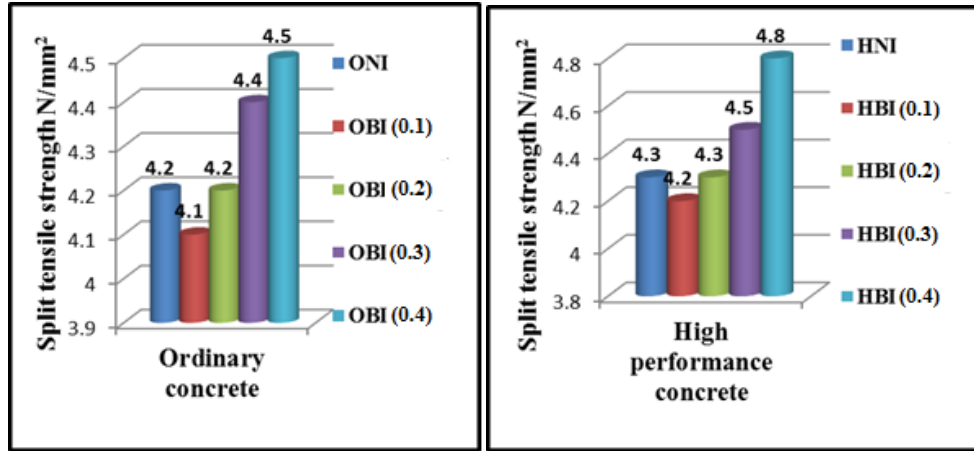 Split tensile strength N/mm²
4.5
4.4
4.3
4.2
4.1
4
3.9
4.2
4.1
4.2
4.4
4.5
Ordinary
concrete
ONI
OBI (0.1)
OBI (0.2)
OBI (0.3)
OBI (0.4)
Split tensile strength N/mm²
4.8
4.6
4.4
4.2
4
3.8
4.3
4.2
4.3
4.5
4.8
High
performance
concrete
HNI
HBI (0.1)
HBI (0.2)
HBI (0.3)
HBI (0.4)